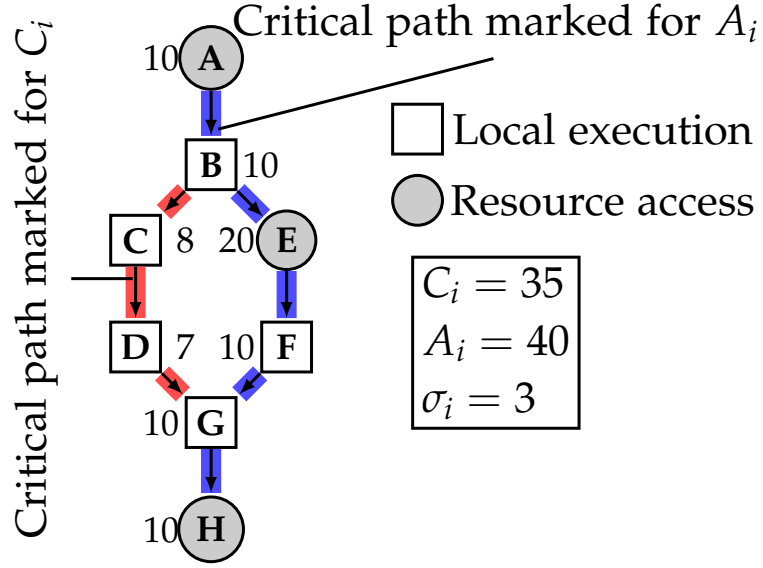 Critical path marked for $A_i$
Critical path marked for $C_i$
10 A
B 10
C 8 20 E
D 7 10 F
10 G
10 H
Local execution
Resource access
$C_i = 35$
$A_i = 40$
$\sigma_i = 3$